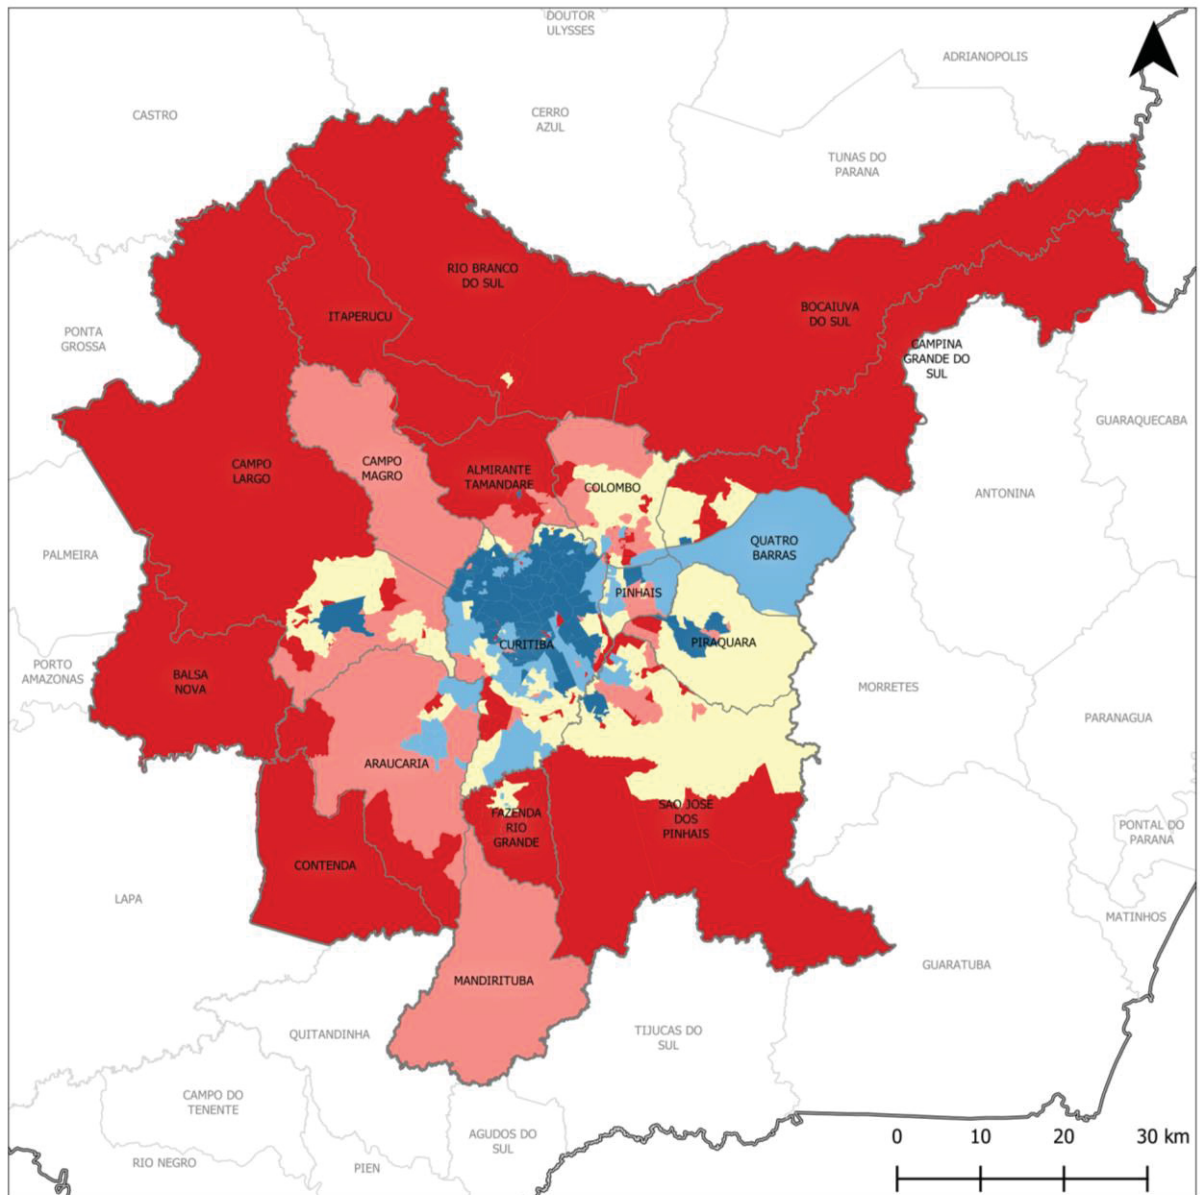 DOUTOR
ULYSSES
ADRIANOPOLIS
CASTRO
CERRO
AZUL
TUNAS DO
PARANA
RIO BRANCO
DO SUL
ITAPERUCU
BOCAIUVA
DO SUL
PONTA
GROSSA
CAMPINA
GRANDE DO
SUL
GUARAQUECABA
CAMPO
LARGO
CAMPO
MAGRO
ALMIRANTE
TAMANDARE
COLOMBO
ANTONINA
PALMEIRA
QUATRO
BARRAS
PINHAIS
CURITIBA
PIRAQUARA
PORTO
AMAZONAS
BALSA
NOVA
MORRETES
PARANAGUA
ARAUCARIA
FAZENDA
RIO
GRANDE
SAO JOSE
DOS
PINHAIS
PONTAL DO
PARANA
CONTENDA
LAPA
MATINHOS
GUARATUBA
MANDIRITUBA
QUITANDINHA
TIJUCAS DO
SUL
CAMPO DO
TENENTE
AGUDOS DO
SUL
RIO NEGRO
PIEN
0 10 20 30 km